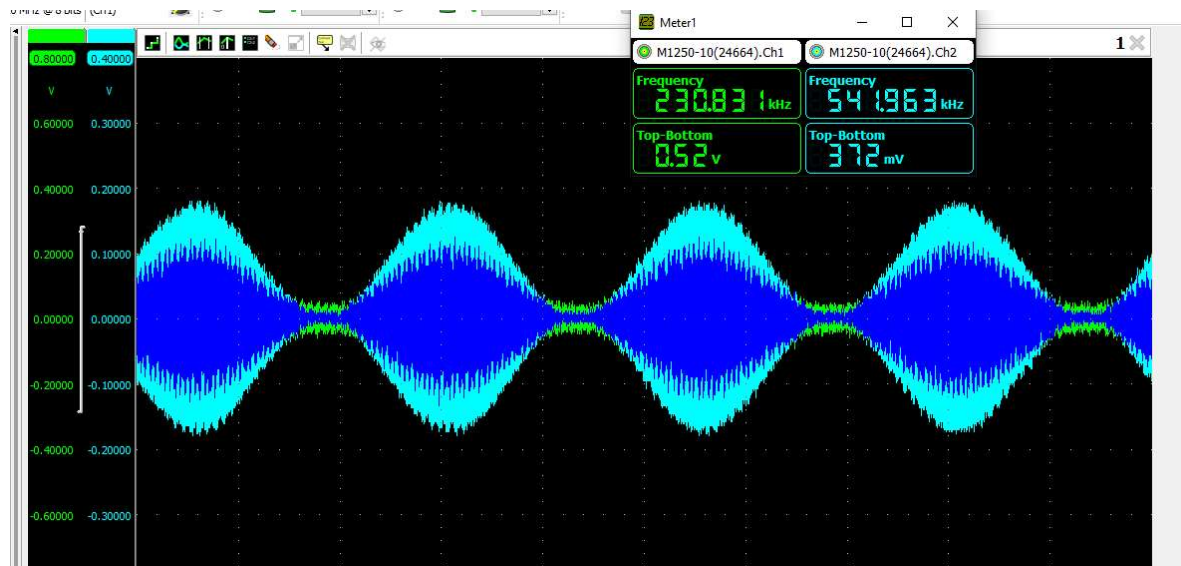 (Ch1)
Meter1
M1250-10(24664).Ch1
M1250-10(24664).Ch2
1
0.80000 0.40000
V V
Frequency
230.831 kHz
Frequency
541.963 kHz
0.60000 0.30000
Top-Bottom
0.52 V
Top-Bottom
372 mV
0.40000 0.20000
0.20000 0.10000
0.00000 0.00000
-0.20000 -0.10000
-0.40000 -0.20000
-0.60000 -0.30000